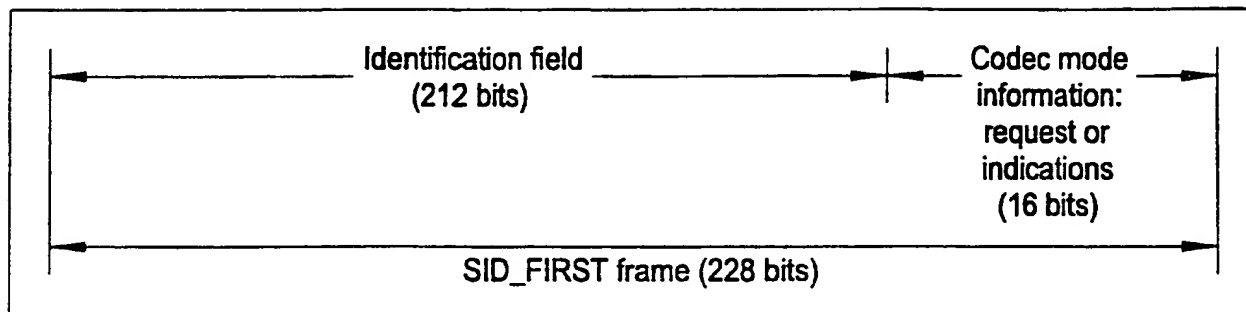 Identification field
(212 bits)
Codec mode
information:
request or
indications
(16 bits)
SID_FIRST frame (228 bits)